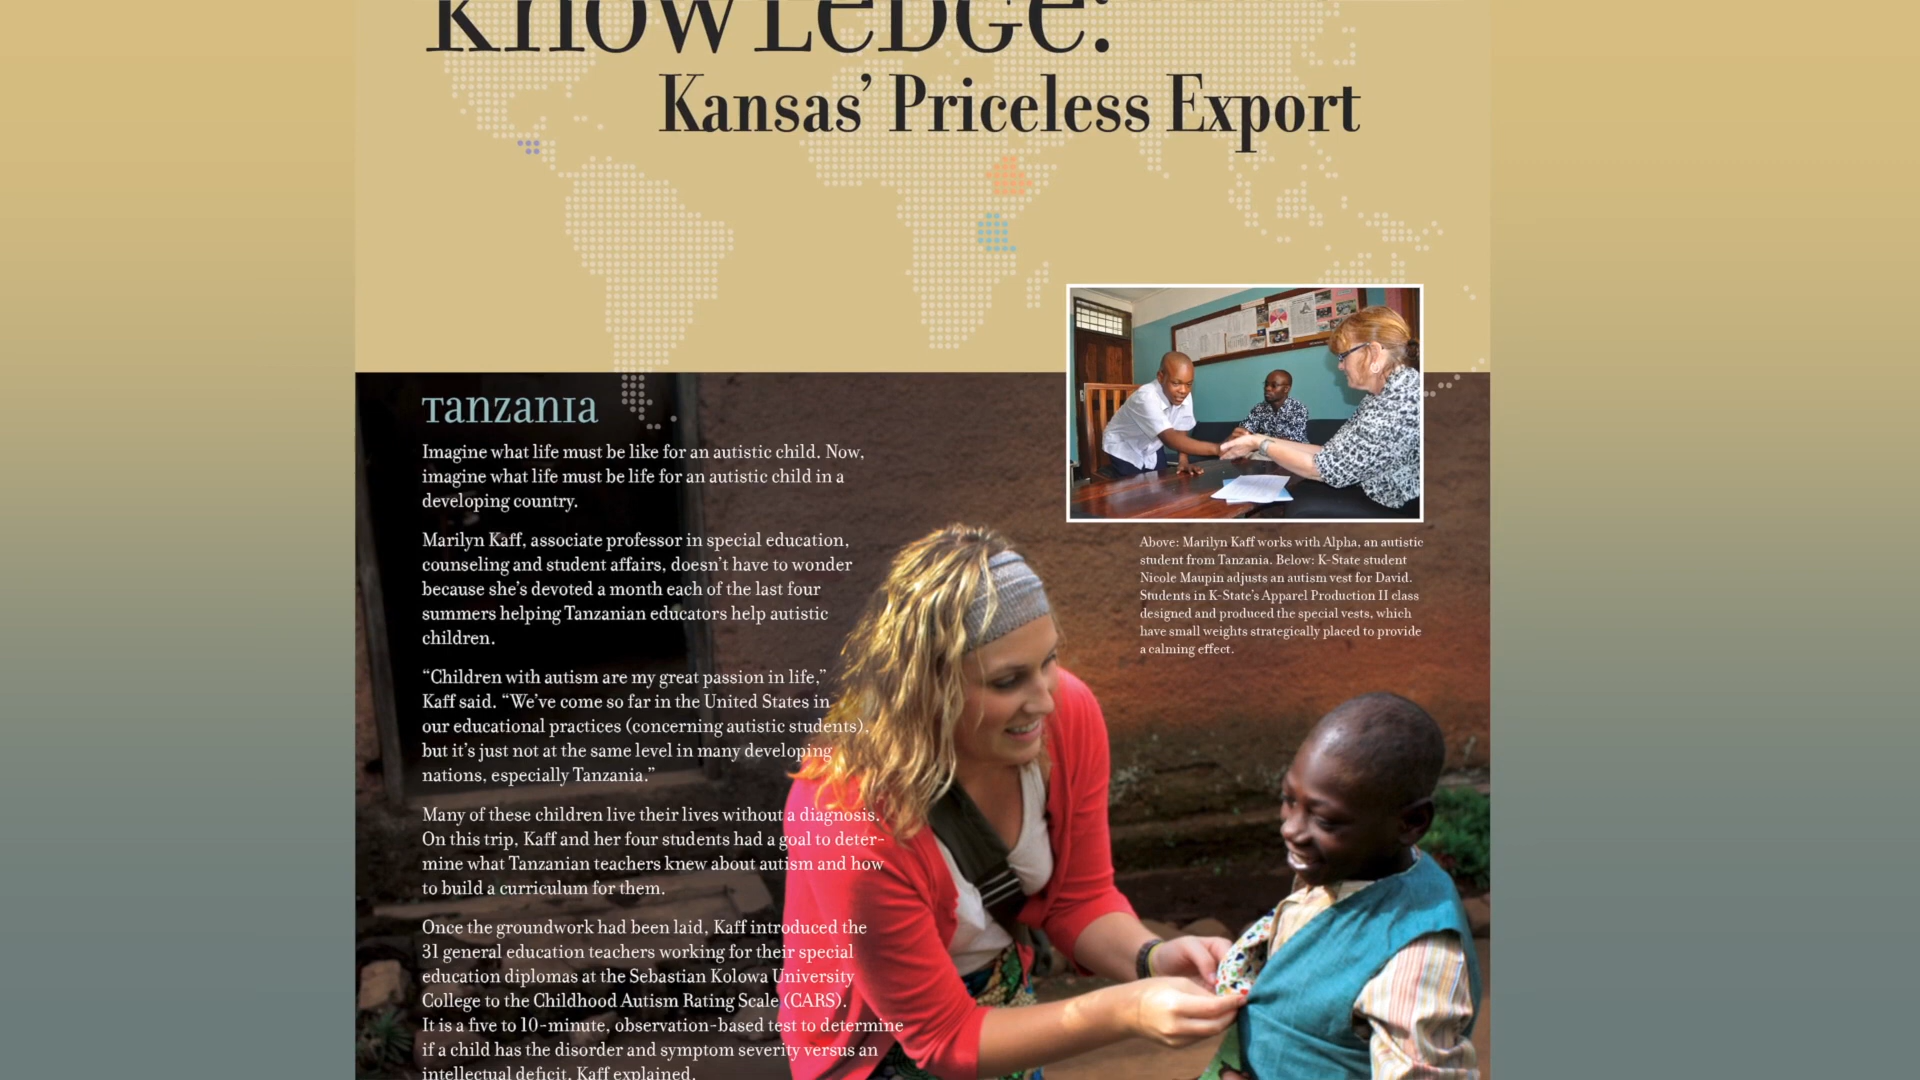 Knowledge:
Kansas’ Priceless Export
Tanzania
Imagine what life must be like for an autistic child. Now,
imagine what life must be life for an autistic child in a
developing country.
Marilyn Kaff, associate professor in special education,
counseling and student affairs, doesn’t have to wonder
because she’s devoted a month each of the last four
summers helping Tanzanian educators help autistic
children.
“Children with autism are my great passion in life,”
Kaff said. “We’ve come so far in the United States in
our educational practices (concerning autistic students),
but it’s just not at the same level in many developing
nations, especially Tanzania.”
Many of these children live their lives without a diagnosis.
On this trip, Kaff and her four students had a goal to deter-
mine what Tanzanian teachers knew about autism and how
to build a curriculum for them.
Once the groundwork had been laid, Kaff introduced the
31 general education teachers working for their special
education diplomas at the Sebastian Kolowa University
College to the Childhood Autism Rating Scale (CARS).
It is a five to 10-minute, observation-based test to determine
if a child has the disorder and symptom severity versus an
intellectual deficit, Kaff explained.
Above: Marilyn Kaff works with Alpha, an autistic
student from Tanzania. Below: K-State student
Nicole Maupin adjusts an autism vest for David.
Students in K-State’s Apparel Production II class
designed and produced the special vests, which
have small weights strategically placed to provide
a calming effect.